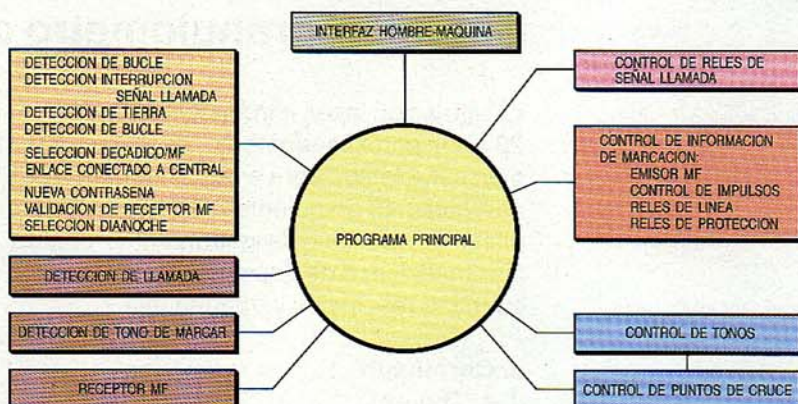 INTERFAZ HOMBRE-MAQUINA
DETECCION DE BUCLE
DETECCION INTERRUPCION
SEÑAL LLAMADA
DETECCION DE TIERRA
DETECCION DE BUCLE
SELECCION DECADICO/MF
ENLACE CONECTADO A CENTRAL
NUEVA CONTRASEÑA
VALIDACION DE RECEPTOR MF
SELECCION DIA/NOCHE
DETECCION DE LLAMADA
DETECCION DE TONO DE MARCAR
RECEPTOR MF
PROGRAMA PRINCIPAL
CONTROL DE RELES DE
SEÑAL LLAMADA
CONTROL DE INFORMACION
DE MARCACION:
EMISOR MF
CONTROL DE IMPULSOS
RELES DE LINEA
RELES DE PROTECCION
CONTROL DE TONOS
CONTROL DE PUNTOS DE CRUCE